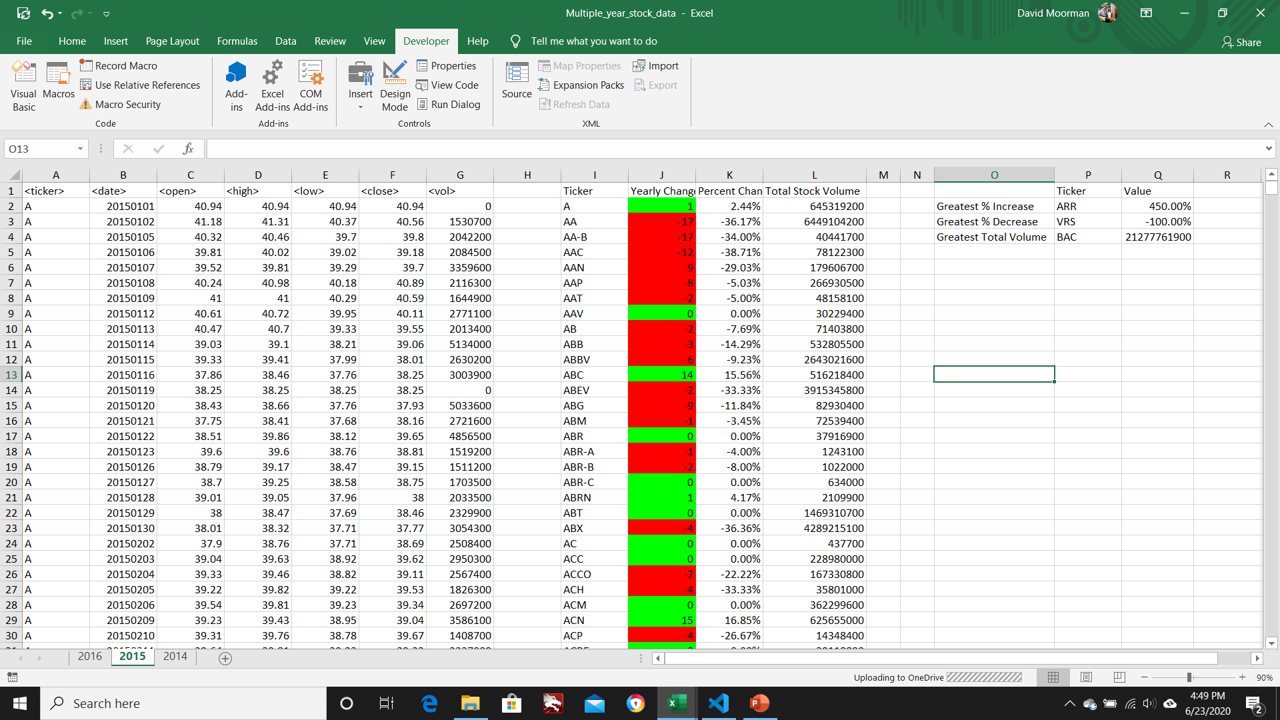 Multiple_year_stock_data - Excel
David Moorman
File Home Insert Page Layout Formulas Data Review View Developer Help Tell me what you want to do Share
Record Macro Properties Map Properties Import
Use Relative References View Code Expansion Packs Export
Macro Security Run Dialog Refresh Data
Visual Basic Macros Add-ins Excel Add-ins COM Add-ins Insert Design Mode Source
Code Add-ins Controls XML
O13 fx
A B C D E F G H I J K L M N O P Q R
1 <ticker> <date> <open> <high> <low> <close> <vol> Ticker Yearly Chang Percent Chan Total Stock Volume Ticker Value
2 A 20150101 40.94 40.94 40.94 40.94 0 A 1 2.44% 645319200 Greatest % Increase ARR 450.00%
3 A 20150102 41.18 41.31 40.37 40.56 1530700 AA -17 -36.17% 6449104200 Greatest % Decrease VRS -100.00%
4 A 20150105 40.32 40.46 39.7 39.8 2042200 AA-B -17 -34.00% 40441700 Greatest Total Volume BAC 21277761900
5 A 20150106 39.81 40.02 39.02 39.18 2084500 AAC -12 -38.71% 78122300
6 A 20150107 39.52 39.81 39.29 39.7 3359600 AAN -9 -29.03% 179606700
7 A 20150108 40.24 40.98 40.18 40.89 2116300 AAP -8 -5.03% 266930500
8 A 20150109 41 41 40.29 40.59 1644900 AAT -2 -5.00% 48158100
9 A 20150112 40.61 40.72 39.95 40.11 2771100 AAV 0 0.00% 30229400
10 A 20150113 40.47 40.7 39.33 39.55 2013400 AB -2 -7.69% 71403800
11 A 20150114 39.03 39.1 38.21 39.06 5134000 ABB -3 -14.29% 532805500
12 A 20150115 39.33 39.41 37.99 38.01 2630200 ABBV -6 -9.23% 2643021600
13 A 20150116 37.86 38.46 37.76 38.25 3003900 ABC 14 15.56% 516218400
14 A 20150119 38.25 38.25 38.25 38.25 0 ABEV -2 -33.33% 3915345800
15 A 20150120 38.43 38.66 37.76 37.93 5033600 ABG -9 -11.84% 82930400
16 A 20150121 37.75 38.41 37.68 38.16 2721600 ABM -1 -3.45% 72539400
17 A 20150122 38.51 39.86 38.12 39.65 4856500 ABR 0 0.00% 37916900
18 A 20150123 39.6 39.6 38.76 38.81 1519200 ABR-A -1 -4.00% 1243100
19 A 20150126 38.79 39.17 38.47 39.15 1511200 ABR-B -2 -8.00% 1022000
20 A 20150127 38.7 39.25 38.58 38.75 1703500 ABR-C 0 0.00% 634000
21 A 20150128 39.01 39.05 37.96 38 2033500 ABRN 1 4.17% 2109900
22 A 20150129 38 38.47 37.69 38.46 2329900 ABT 0 0.00% 1469310700
23 A 20150130 38.01 38.32 37.71 37.77 3054300 ABX -4 -36.36% 4289215100
24 A 20150202 37.9 38.76 37.71 38.69 2508400 AC 0 0.00% 437700
25 A 20150203 39.04 39.63 38.92 39.62 2950300 ACC 0 0.00% 228980000
26 A 20150204 39.33 39.46 38.82 39.11 2567400 ACCO -2 -22.22% 167330800
27 A 20150205 39.22 39.82 39.22 39.53 1826300 ACH -4 -33.33% 35801000
28 A 20150206 39.54 39.81 39.23 39.34 2697200 ACM 0 0.00% 362299600
29 A 20150209 39.23 39.43 38.95 39.04 3586100 ACN 15 16.85% 625655000
30 A 20150210 39.31 39.76 38.78 39.67 1408700 ACP -4 -26.67% 14348400
2016 2015 2014
Uploading to OneDrive 90%
Search here
4:49 PM
6/23/2020
2